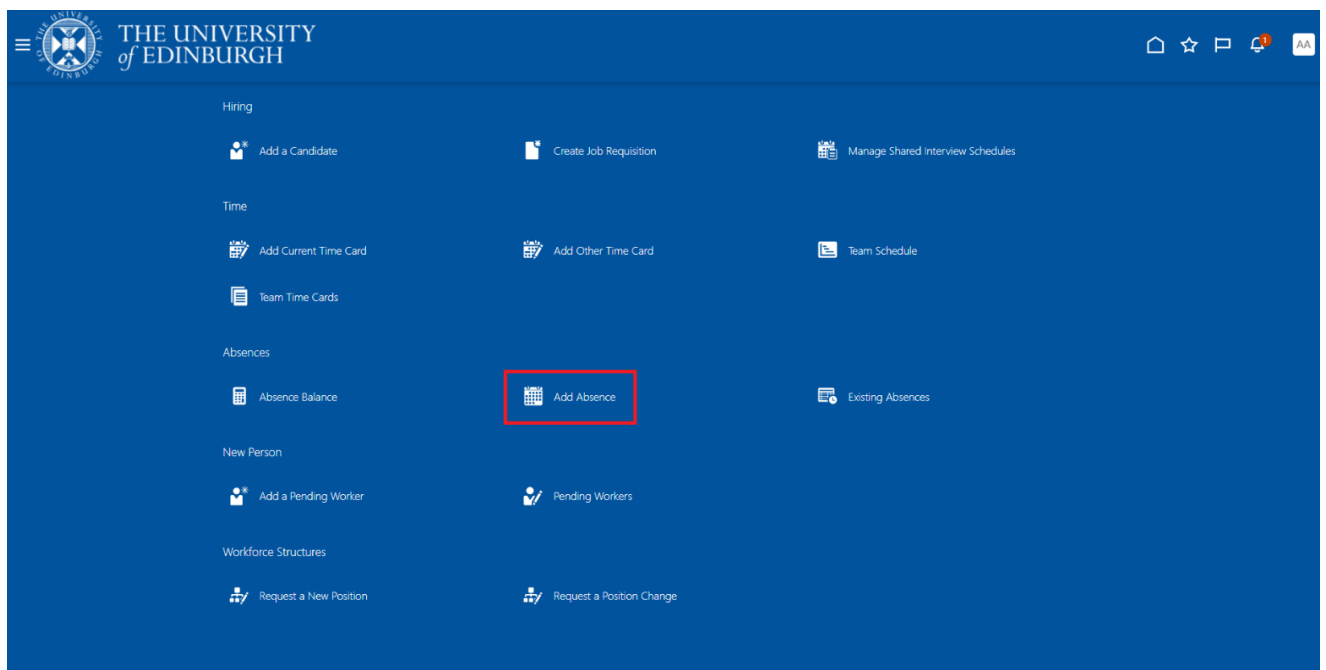 THE UNIVERSITY
of EDINBURGH
1
AA
Hiring
Add a Candidate
Create Job Requisition
Manage Shared Interview Schedules
Time
Add Current Time Card
Add Other Time Card
Team Schedule
Team Time Cards
Absences
Absence Balance
Add Absence
Existing Absences
New Person
Add a Pending Worker
Pending Workers
Workforce Structures
Request a New Position
Request a Position Change